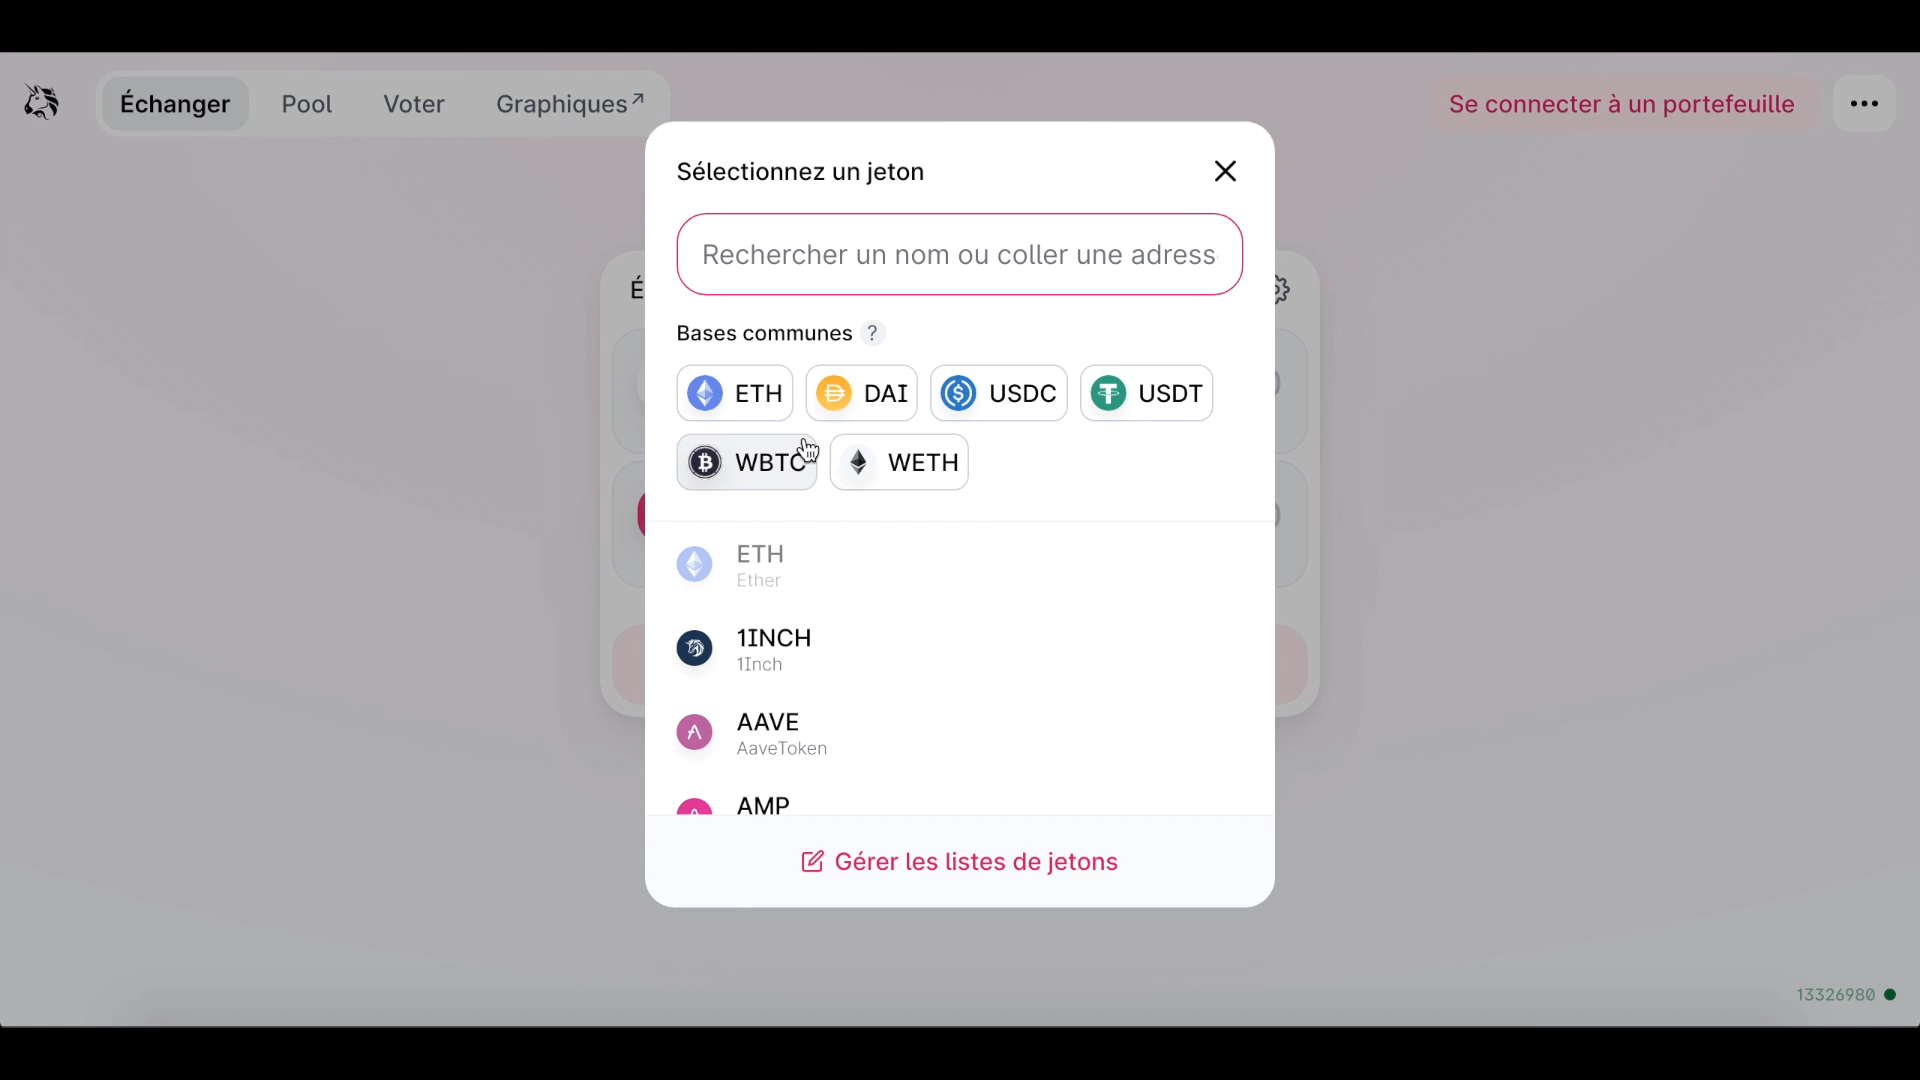 Échanger
Pool
Voter
Graphiques↗
Se connecter à un portefeuille
Sélectionnez un jeton
Rechercher un nom ou coller une adress
Bases communes ?
ETH
DAI
USDC
USDT
WBTC
WETH
ETH
Ether
1INCH
1Inch
AAVE
AaveToken
AMP
Gérer les listes de jetons
13326980